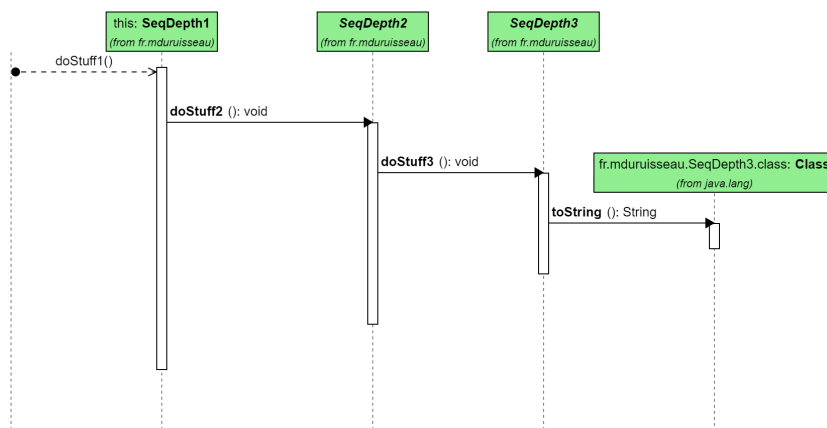 this: SeqDepth1
(from fr.mduruisseau)
SeqDepth2
(from fr.mduruisseau)
SeqDepth3
(from fr.mduruisseau)
doStuff1()
doStuff2 (): void
doStuff3 (): void
fr.mduruisseau.SeqDepth3.class: Class
(from java.lang)
toString (): String